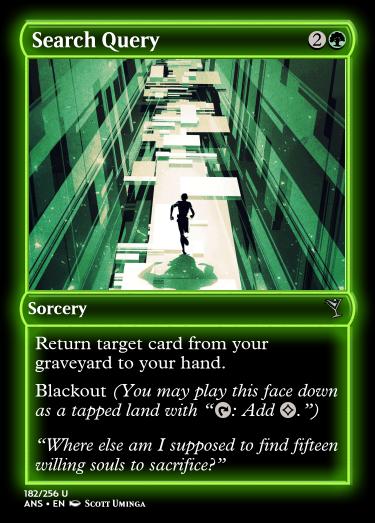 Search Query 2
Sorcery
Return target card from your
graveyard to your hand.
Blackout (You may play this face down
as a tapped land with “: Add .”)
“Where else am I supposed to find fifteen
willing souls to sacrifice?”
182/256 U
ANS • EN Scott Uminga